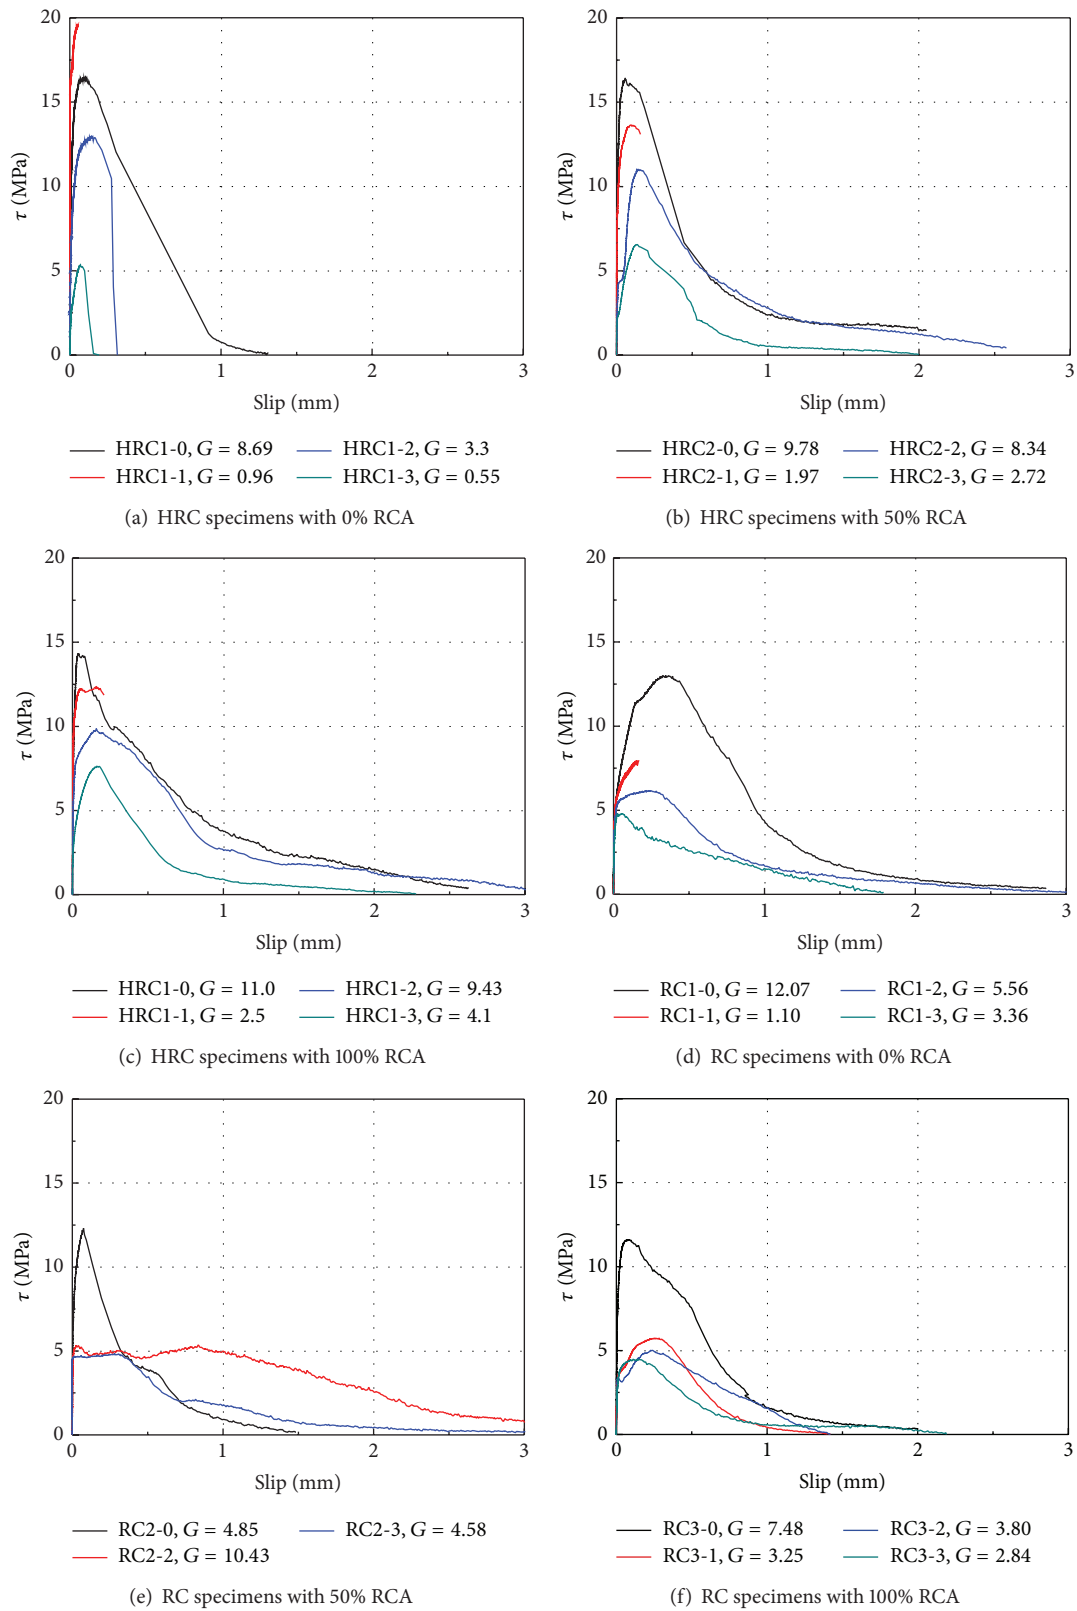 20
15
10
5
0
τ (MPa)
0 1 2 3
Slip (mm)
HRC1-0, G = 8.69 HRC1-2, G = 3.3
HRC1-1, G = 0.96 HRC1-3, G = 0.55
(a) HRC specimens with 0% RCA
20
15
10
5
0
τ (MPa)
0 1 2 3
Slip (mm)
HRC2-0, G = 9.78 HRC2-2, G = 8.34
HRC2-1, G = 1.97 HRC2-3, G = 2.72
(b) HRC specimens with 50% RCA
20
15
10
5
0
τ (MPa)
0 1 2 3
Slip (mm)
HRC1-0, G = 11.0 HRC1-2, G = 9.43
HRC1-1, G = 2.5 HRC1-3, G = 4.1
(c) HRC specimens with 100% RCA
20
15
10
5
0
τ (MPa)
0 1 2 3
Slip (mm)
RC1-0, G = 12.07 RC1-2, G = 5.56
RC1-1, G = 1.10 RC1-3, G = 3.36
(d) RC specimens with 0% RCA
20
15
10
5
0
τ (MPa)
0 1 2 3
Slip (mm)
RC2-0, G = 4.85 RC2-3, G = 4.58
RC2-2, G = 10.43
(e) RC specimens with 50% RCA
20
15
10
5
0
τ (MPa)
0 1 2 3
Slip (mm)
RC3-0, G = 7.48 RC3-2, G = 3.80
RC3-1, G = 3.25 RC3-3, G = 2.84
(f) RC specimens with 100% RCA